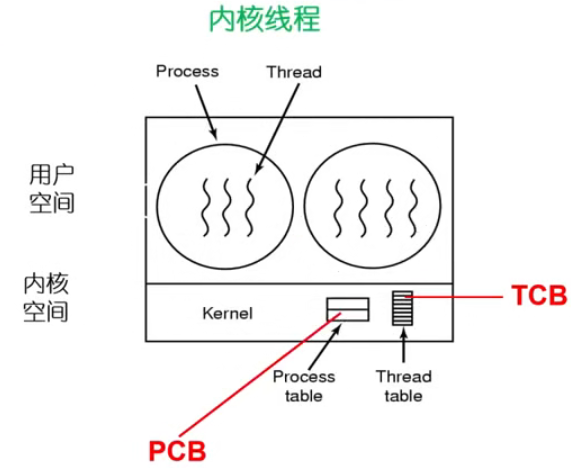 内核线程
Process
Thread
用户
空间
内核
空间
Kernel
TCB
Process
table
Thread
table
PCB